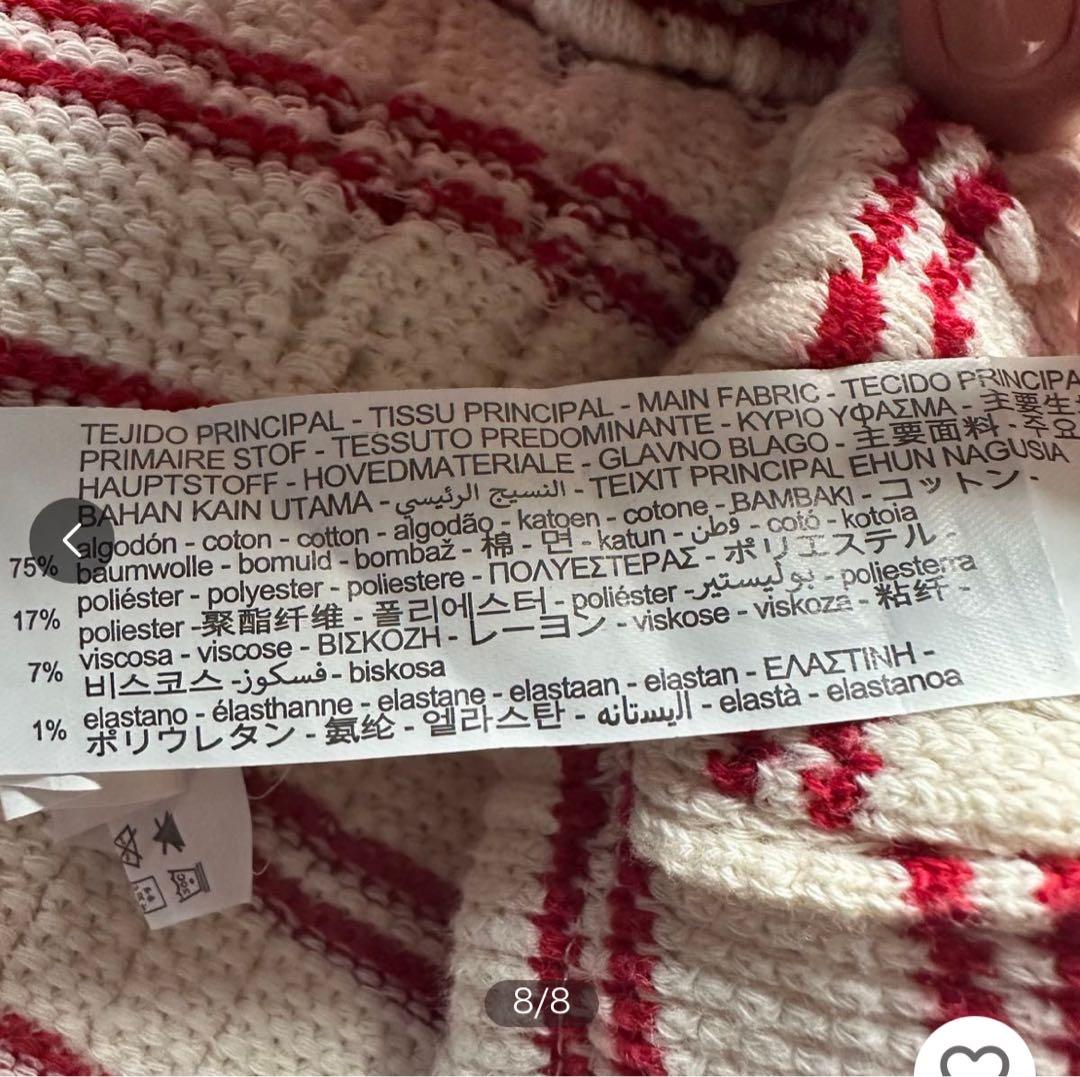 TEJIDO PRINCIPAL - TISSU PRINCIPAL - MAIN FABRIC - TECIDO PRINCIPA
PRIMAIRE STOF - TESSUTO PREDOMINANTE - ΚΥΡΙΟ ΥΦΑΣΜΑ - 主要生
HAUPTSTOFF - HOVEDMATERIALE - GLAVNO BLAGO - 主要面料 - 주요
BAHAN KAIN UTAMA - النسيج الرئيسي - TEIXIT PRINCIPAL EHUN NAGUSIA
75% algodón - coton - cotton - algodão - katoen - cotone - BAMBAKI - コットン -
baumwolle - bomuld - bombaž - 棉 - 면 - katun - قطن - cotó - kotoia
17% poliéster - polyester - poliestere - ΠΟΛΥΕΣΤΕΡΑΣ - ポリエステル -
poliester -聚酯纤维 - 폴리에스터 - poliéster - بوليستير - poliesterra
7% viscosa - viscose - ΒΙΣΚΟΖΗ - レーヨン - viskose - viskoza - 粘纤 -
비스코스 - فسكوز - biskosa
1% elastano - élasthanne - elastane - elastaan - elastan - ΕΛΑΣΤΙΝΗ -
ポリウレタン - 氨纶 - 엘라스탄 - اليستانه - elastà - elastanoa
30C
8/8